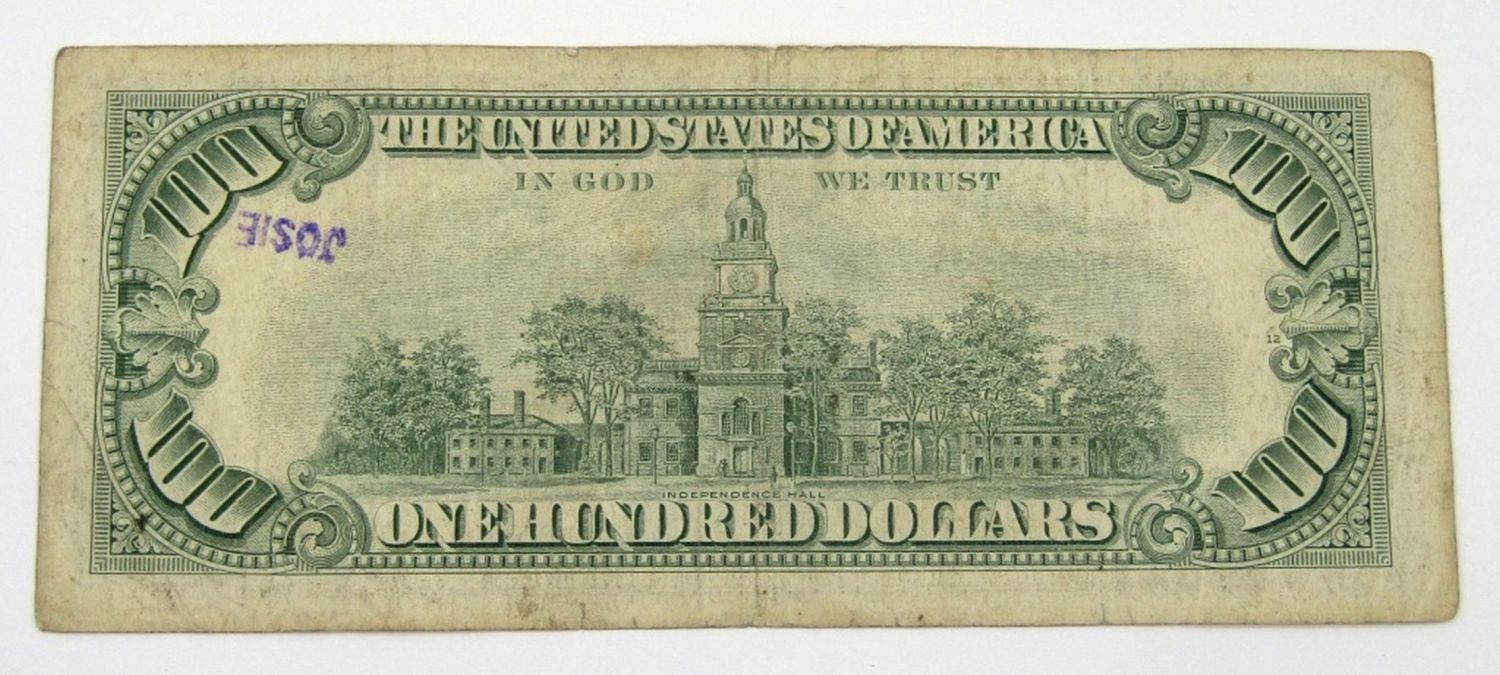 THE UNITED STATES OF AMERICA
100
100
IN GOD WE TRUST
JOSIE
12
100
100
INDEPENDENCE HALL
ONE HUNDRED DOLLARS